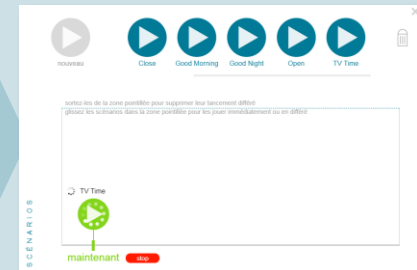 nouveau Close Good Morning Good Night Open TV Time
sortez-les de la zone pointillée pour supprimer leur lancement différé
glissez les scénarios dans la zone pointillée pour les jouer immédiatement ou en différé
SCÉNARIOS
TV Time
maintenant stop